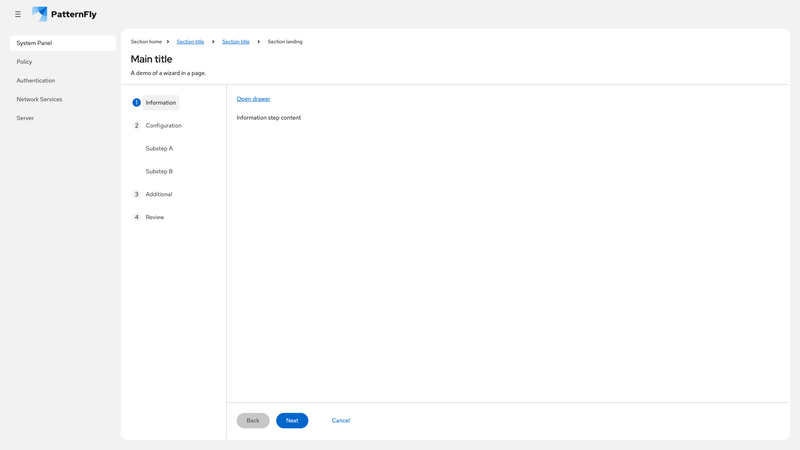 PatternFly
System Panel
Policy
Authentication
Network Services
Server
Section home Section title Section title Section landing
Main title
A demo of a wizard in a page.
1 Information
2 Configuration
Substep A
Substep B
3 Additional
4 Review
Open drawer
Information step content
Back Next Cancel